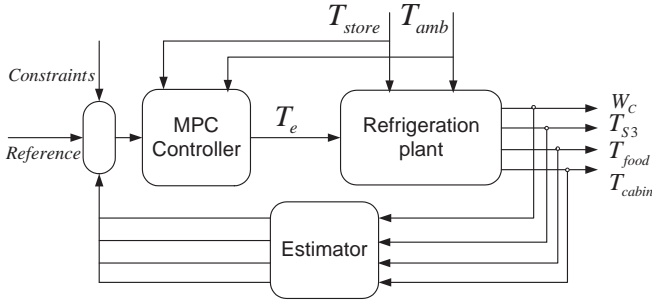 T_store T_amb
Constraints
Reference
MPC
Controller
T_e
Refrigeration
plant
W_C
T_S3
T_food
T_cabin
Estimator